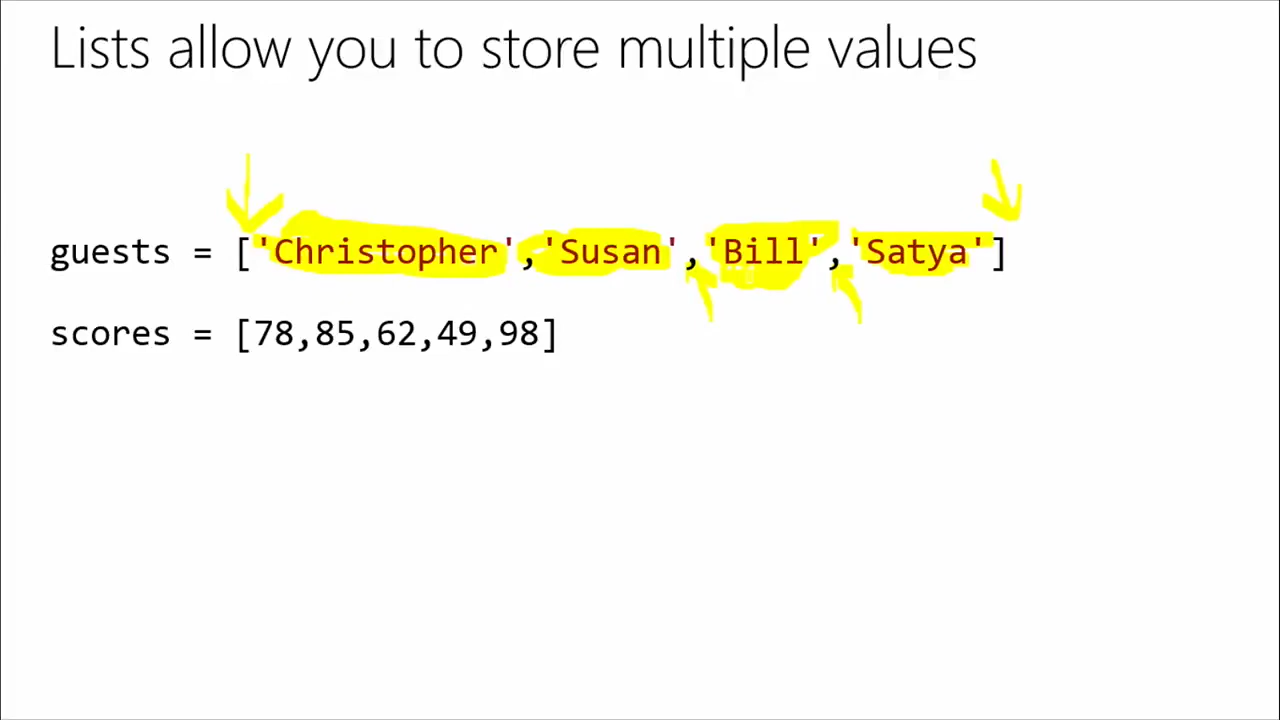 Lists allow you to store multiple values
guests = ['Christopher','Susan','Bill','Satya']
scores = [78,85,62,49,98]